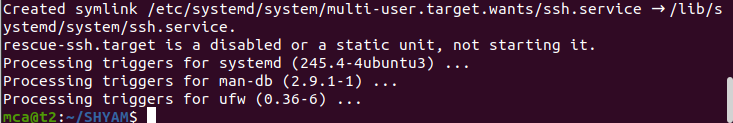 Created symlink /etc/systemd/system/multi-user.target.wants/ssh.service → /lib/s
ystemd/system/ssh.service.
rescue-ssh.target is a disabled or a static unit, not starting it.
Processing triggers for systemd (245.4-4ubuntu3) ...
Processing triggers for man-db (2.9.1-1) ...
Processing triggers for ufw (0.36-6) ...
mca@t2:~/SHYAM$